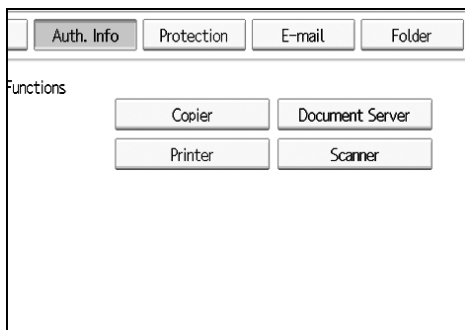 Auth. Info Protection E-mail Folder
Functions
Copier Document Server
Printer Scanner